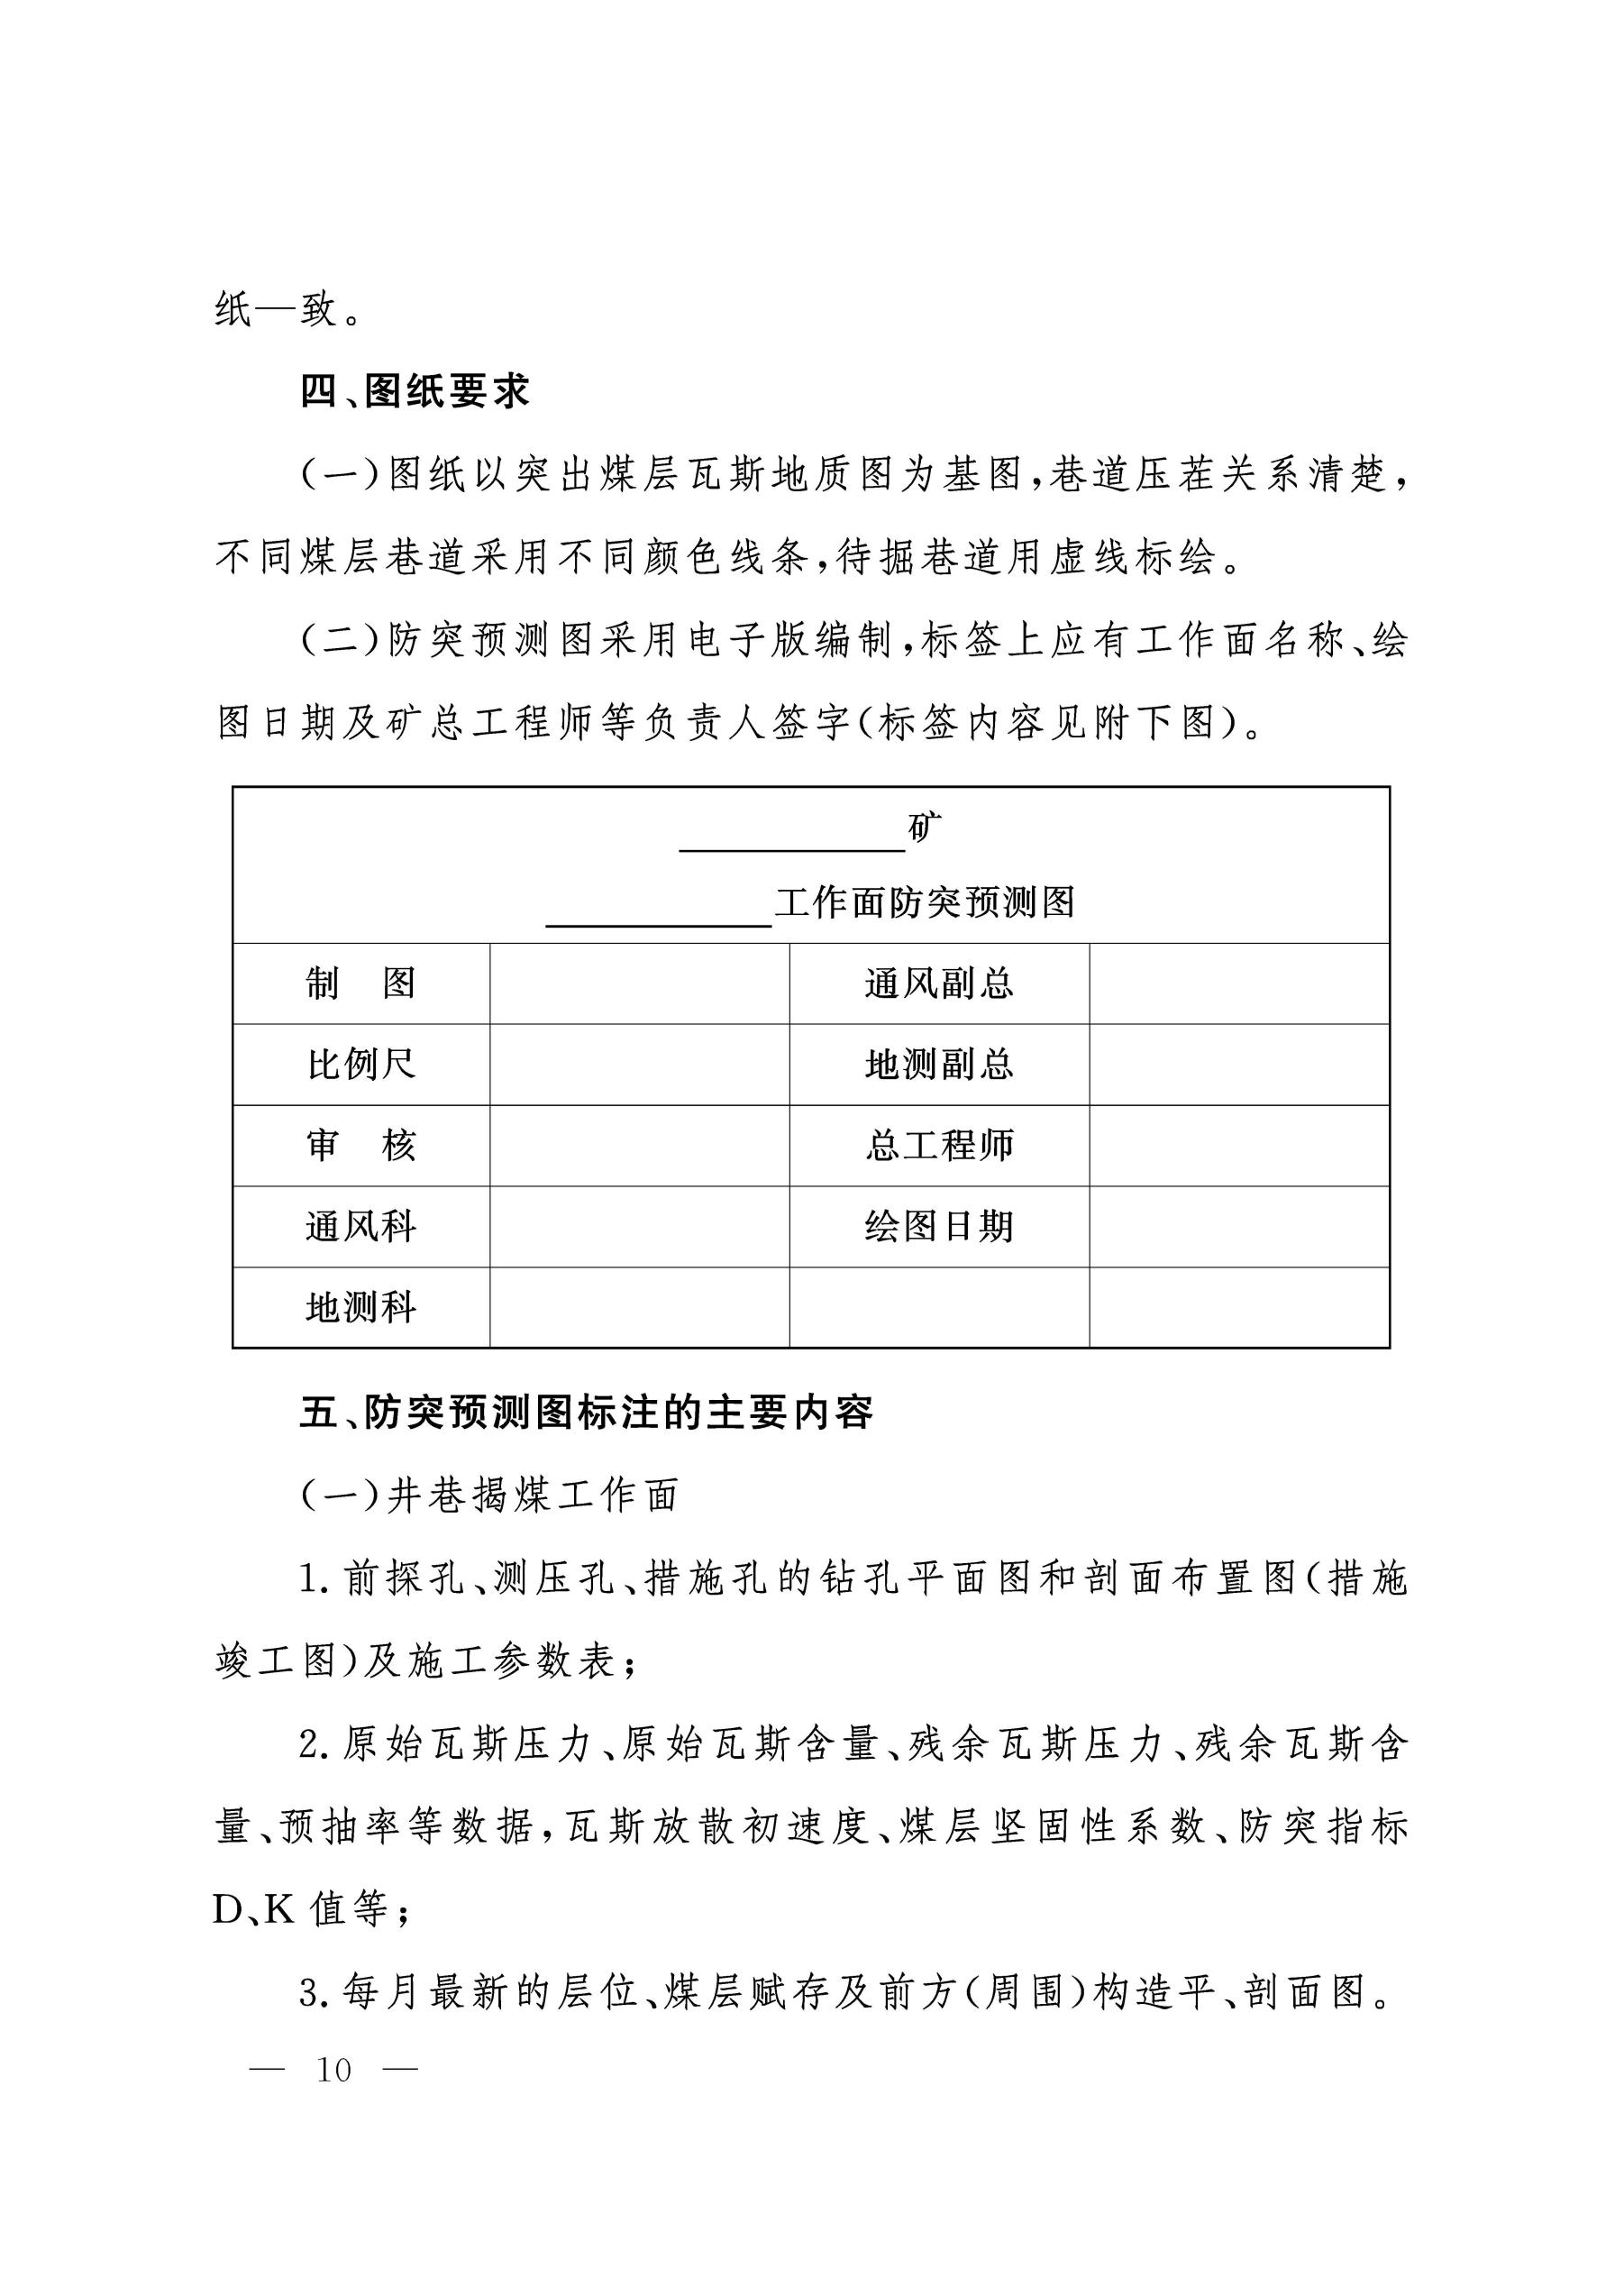 纸一致。
四、图纸要求
(一)图纸以突出煤层瓦斯地质图为基图,巷道压茬关系清楚,
不同煤层巷道采用不同颜色线条,待掘巷道用虚线标绘。
(二)防突预测图采用电子版编制,标签上应有工作面名称、绘
图日期及矿总工程师等负责人签字(标签内容见附下图)。
矿
工作面防突预测图
制 图 通风副总
比例尺 地测副总
审 核 总工程师
通风科 绘图日期
地测科
五、防突预测图标注的主要内容
(一)井巷揭煤工作面
1.前探孔、测压孔、措施孔的钻孔平面图和剖面布置图(措施
竣工图)及施工参数表;
2.原始瓦斯压力、原始瓦斯含量、残余瓦斯压力、残余瓦斯含
量、预抽率等数据,瓦斯放散初速度、煤层坚固性系数、防突指标
D、K 值等;
3.每月最新的层位、煤层赋存及前方(周围)构造平、剖面图。
— 10 —